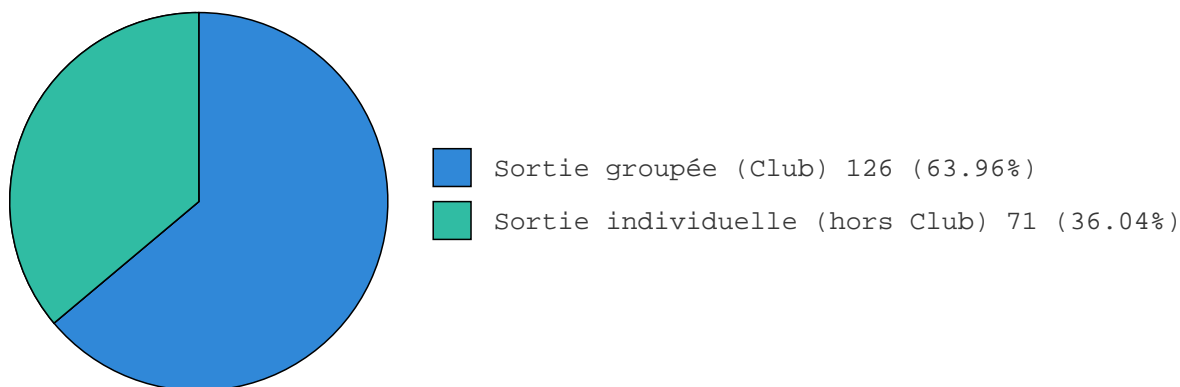 Sortie groupée (Club) 126 (63.96%)
Sortie individuelle (hors Club) 71 (36.04%)